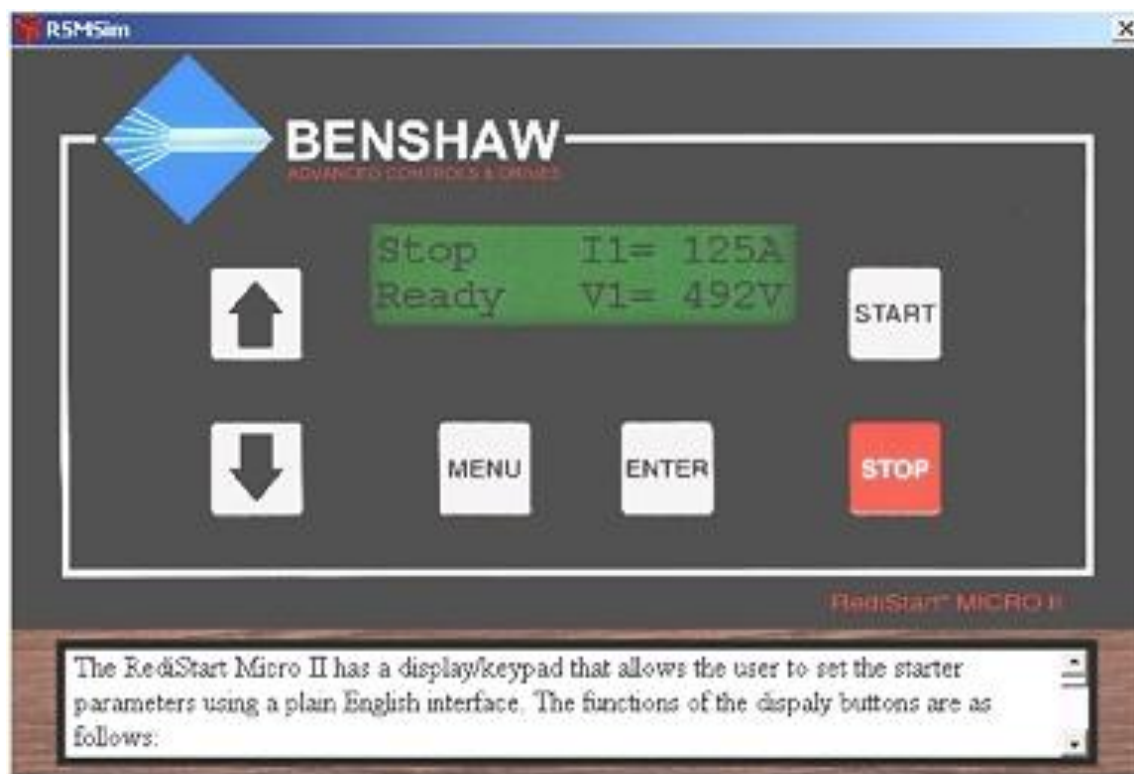 RSMSim
BENSHAW
ADVANCED CONTROLS & DRIVES
Stop I1= 125A
Ready V1= 492V
START
MENU
ENTER
STOP
RediStart MICRO II
The RediStart Micro II has a display/keypad that allows the user to set the starter
parameters using a plain English interface. The functions of the dispaly buttons are as
follows: